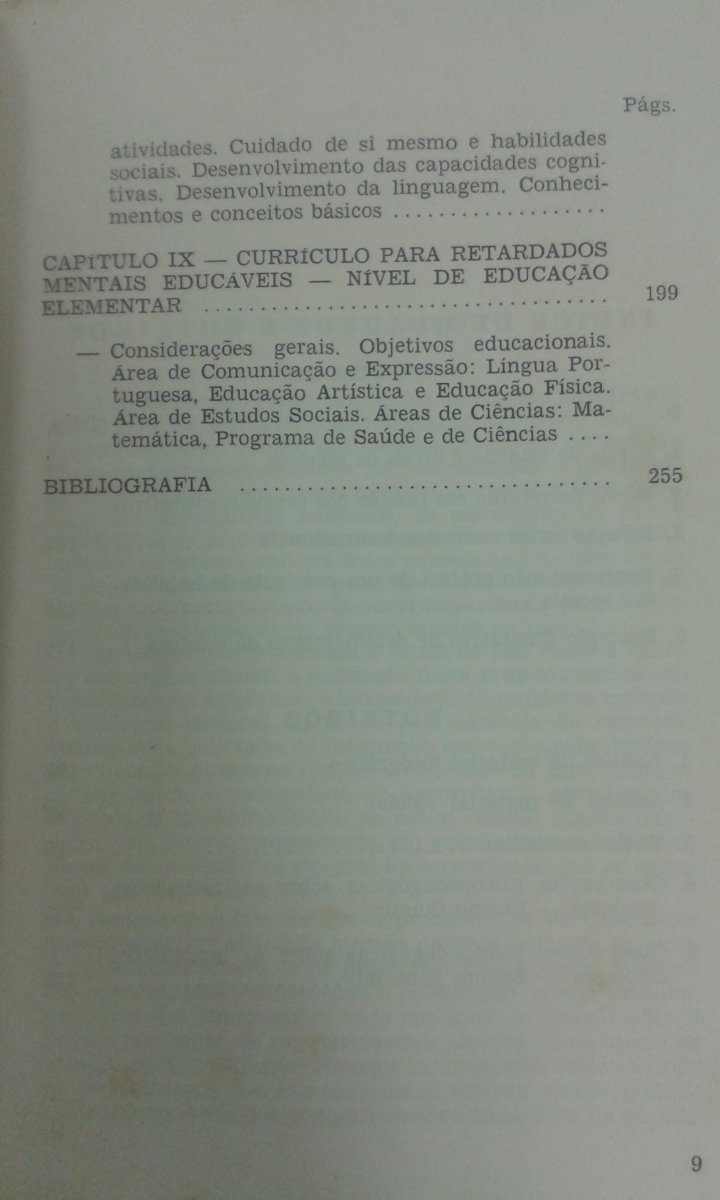 Págs.
atividades. Cuidado de si mesmo e habilidades
sociais. Desenvolvimento das capacidades cogni-
tivas. Desenvolvimento da linguagem. Conheci-
mentos e conceitos básicos ...................
CAPÍTULO IX — CURRÍCULO PARA RETARDADOS
MENTAIS EDUCÁVEIS — NÍVEL DE EDUCAÇÃO
ELEMENTAR .................................... 199
— Considerações gerais. Objetivos educacionais.
Área de Comunicação e Expressão: Língua Por-
tuguesa, Educação Artística e Educação Física.
Área de Estudos Sociais. Áreas de Ciências: Ma-
temática, Programa de Saúde e de Ciências ....
BIBLIOGRAFIA ................................. 255
9